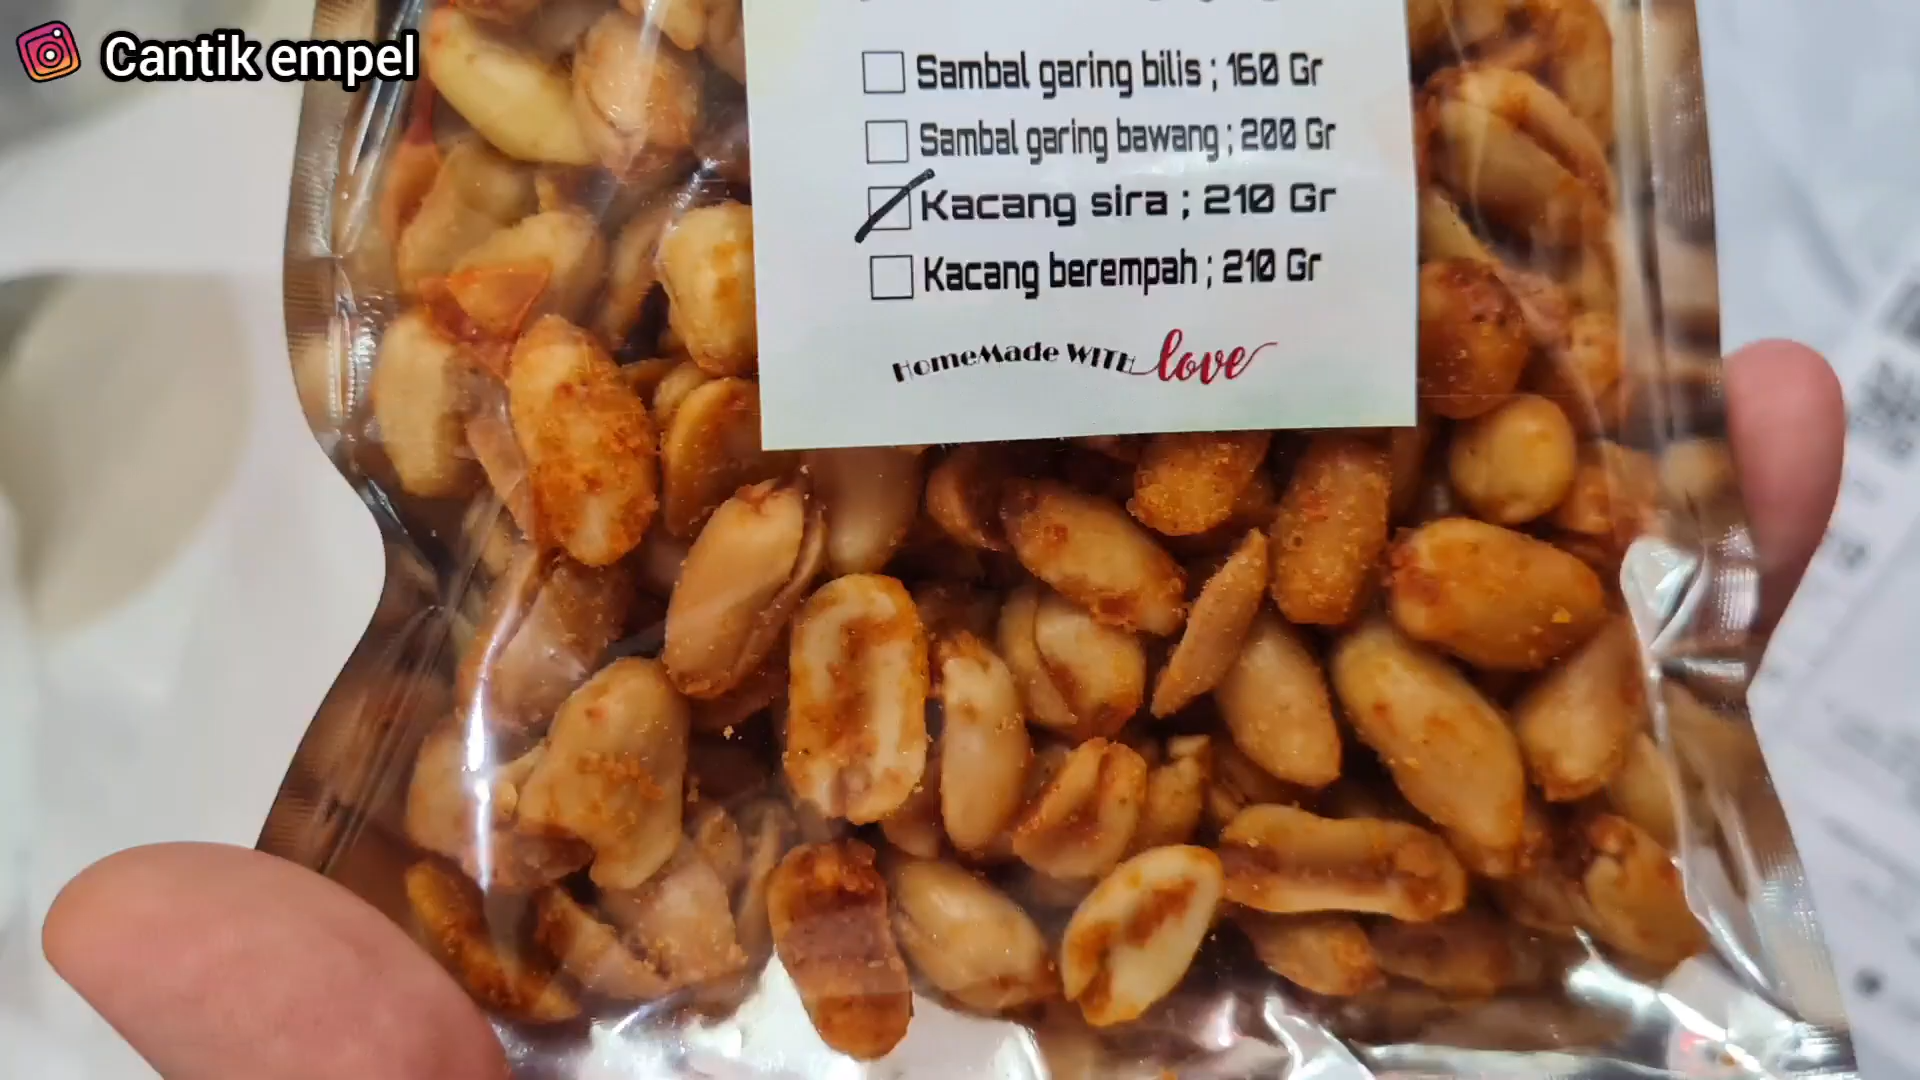 Cantik empel
Sambal garing bilis ; 160 Gr
Sambal garing bawang ; 200 Gr
Kacang sira ; 210 Gr
Kacang berempah ; 210 Gr
HomeMade WITH love